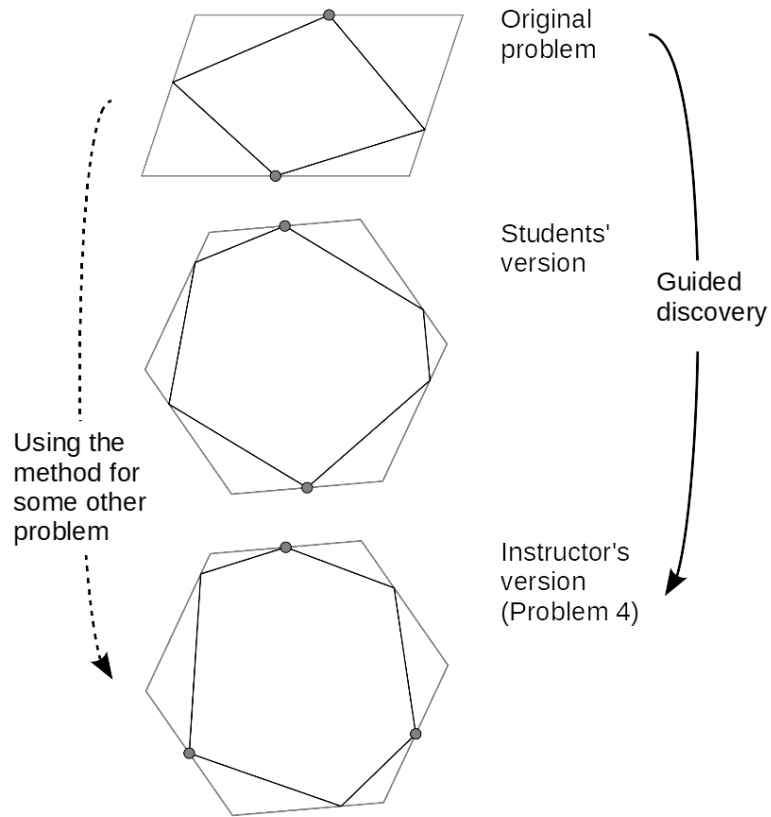 Original
problem
Students'
version
Guided
discovery
Using the
method for
some other
problem
Instructor's
version
(Problem 4)